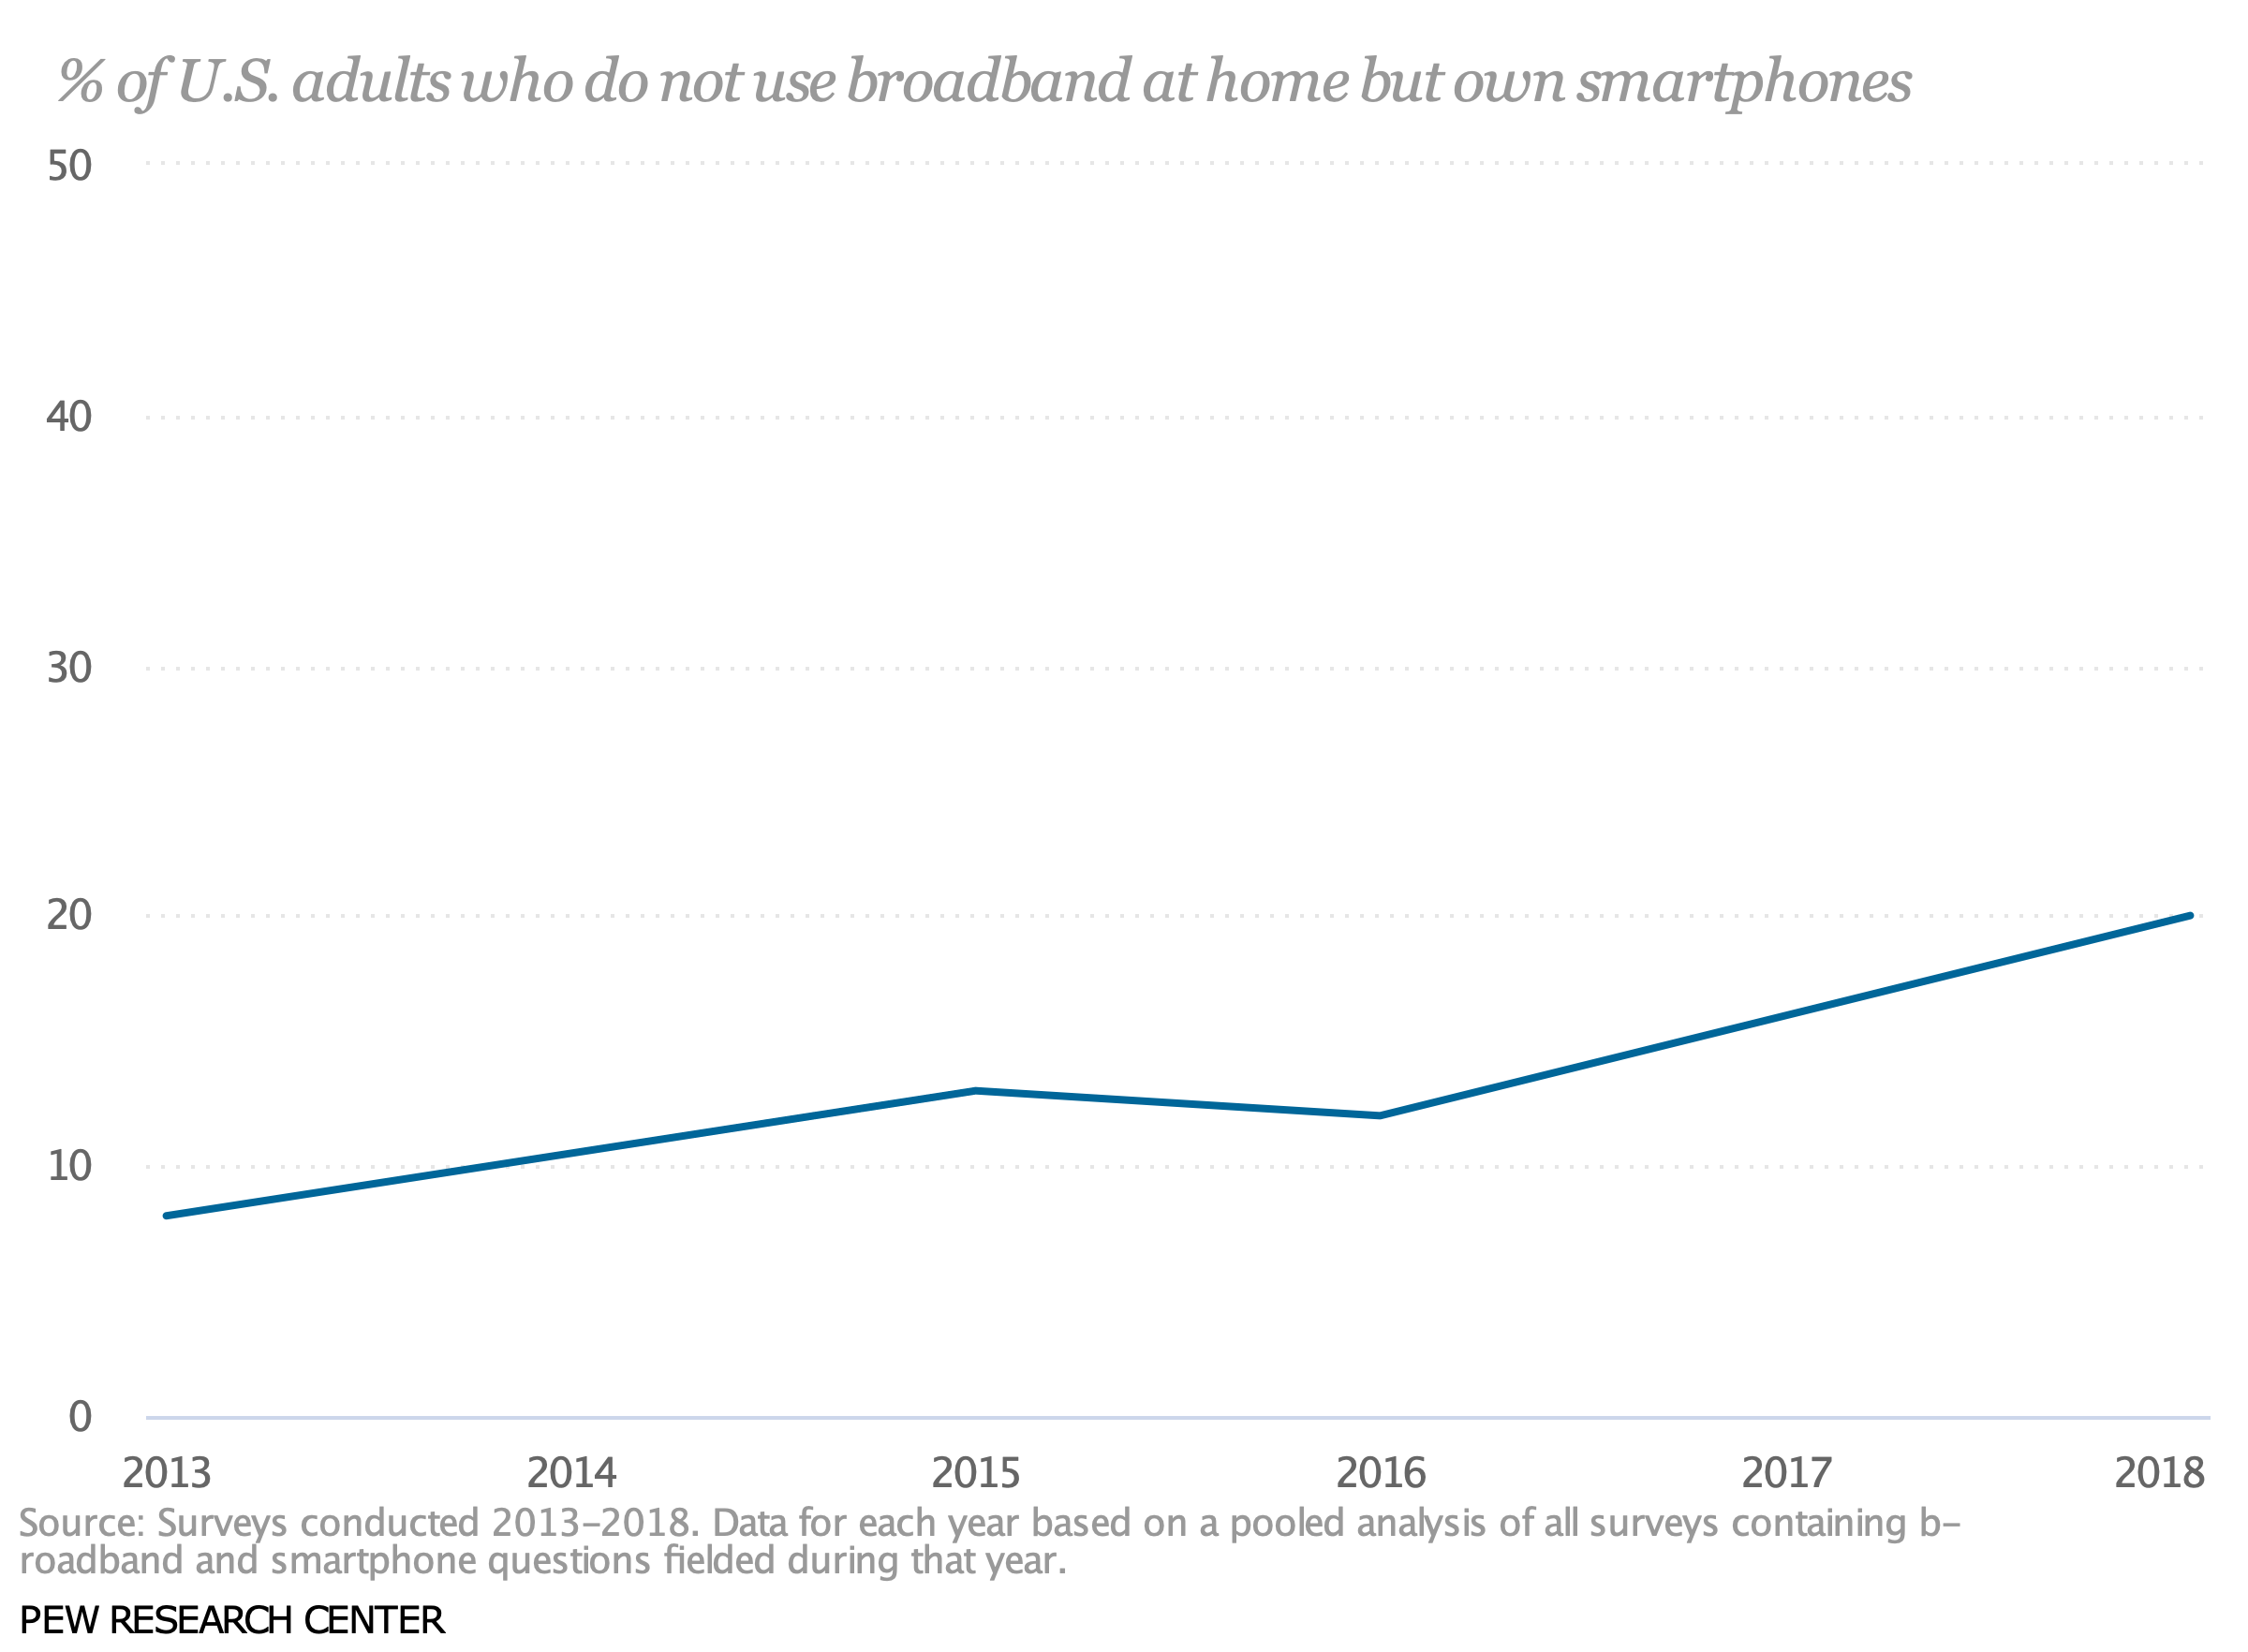 % of U.S. adults who do not use broadband at home but own smartphones
50
40
30
20
10
0
2013 2014 2015 2016 2017 2018
Source: Surveys conducted 2013–2018. Data for each year based on a pooled analysis of all surveys containing b–
roadband and smartphone questions fielded during that year.
PEW RESEARCH CENTER